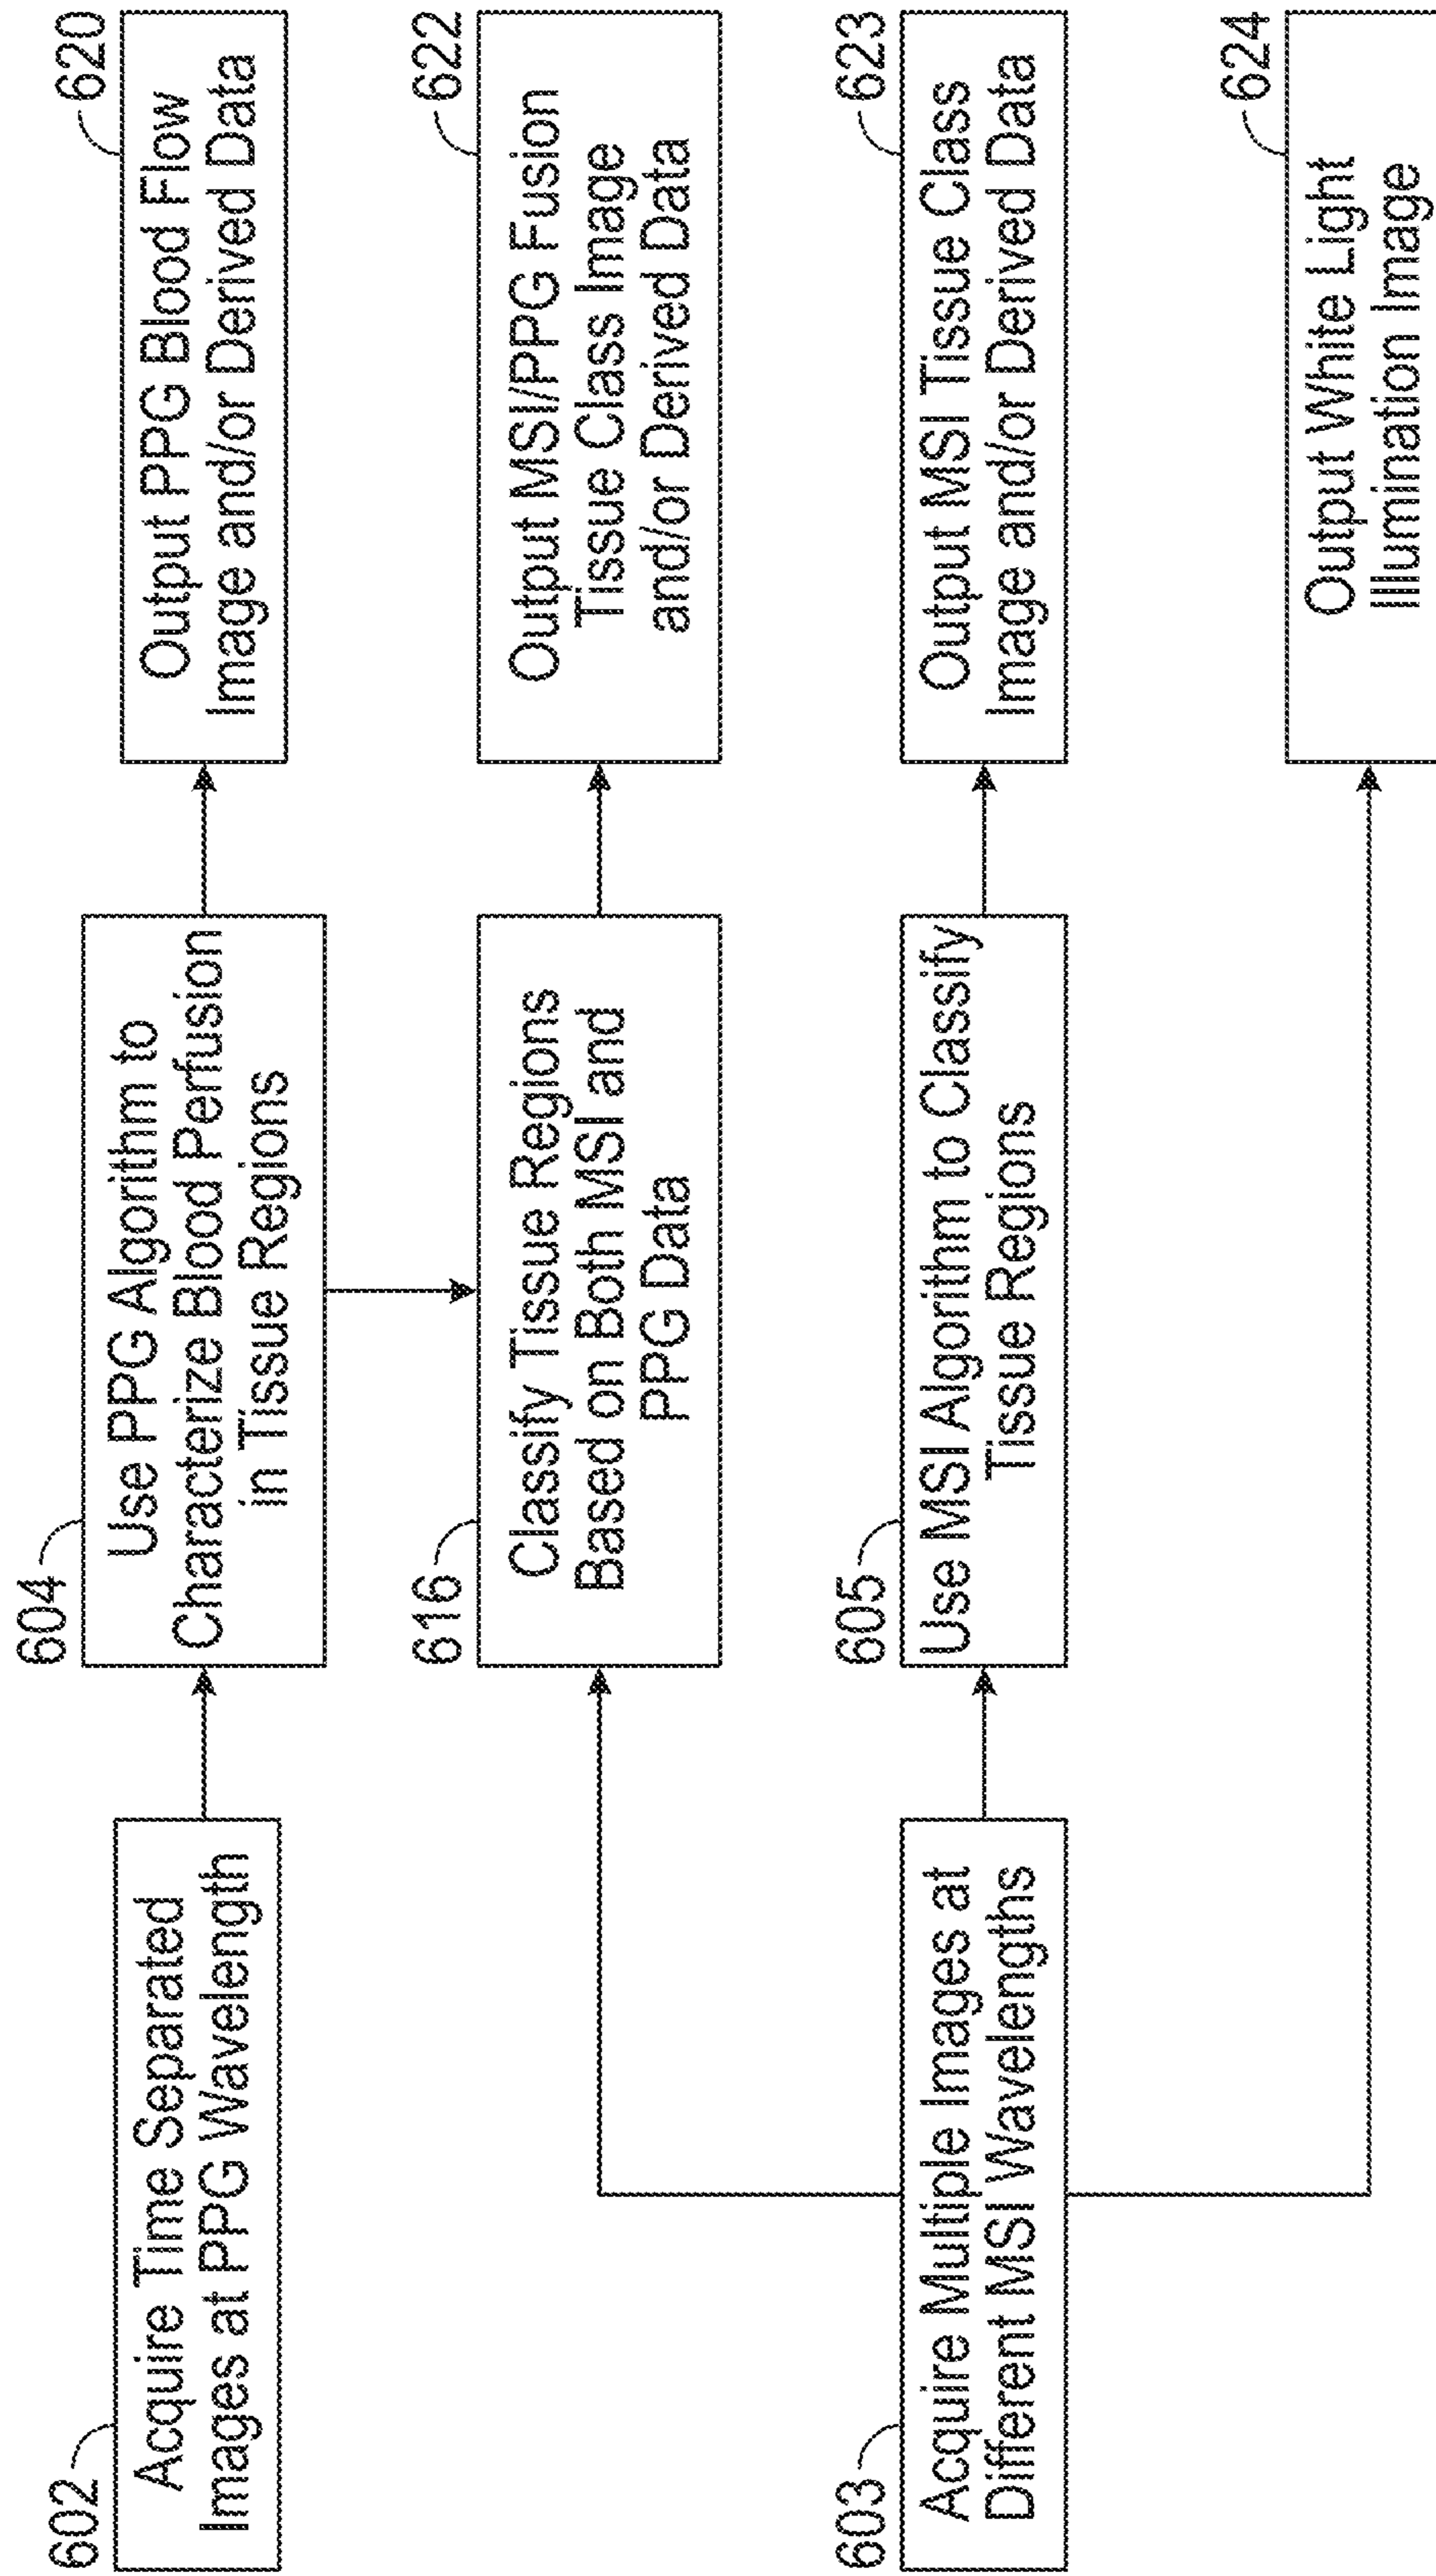 602
Acquire Time Separated
Images at PPG Wavelength
604
Use PPG Algorithm to
Characterize Blood Perfusion
in Tissue Regions
620
Output PPG Blood Flow
Image and/or Derived Data
616
Classify Tissue Regions
Based on Both MSI and
PPG Data
622
Output MSI/PPG Fusion
Tissue Class Image
and/or Derived Data
603
Acquire Multiple Images at
Different MSI Wavelengths
605
Use MSI Algorithm to Classify
Tissue Regions
623
Output MSI Tissue Class
Image and/or Derived Data
624
Output White Light
Illumination Image